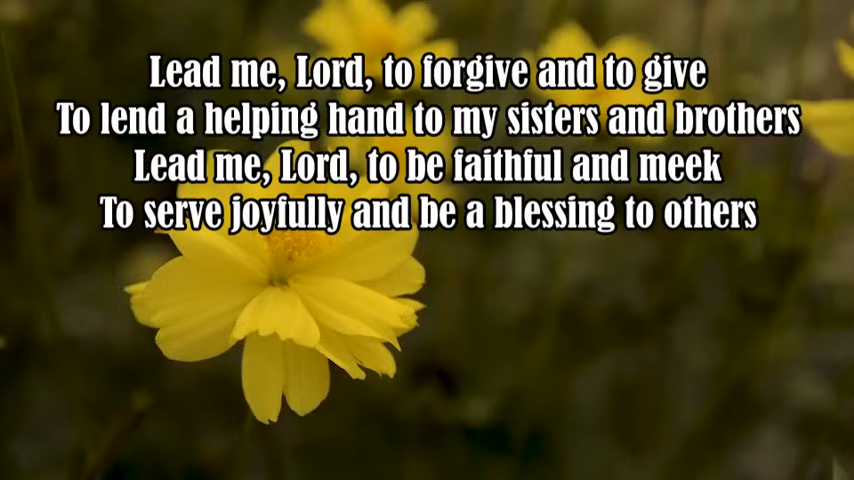 Lead me, Lord, to forgive and to give
To lend a helping hand to my sisters and brothers
Lead me, Lord, to be faithful and meek
To serve joyfully and be a blessing to others